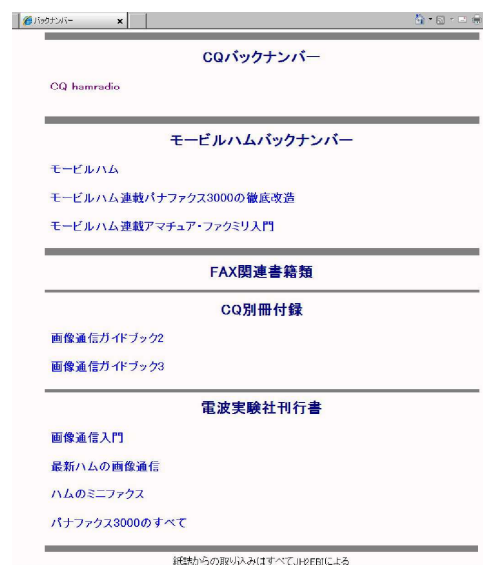 バックナンバー
CQバックナンバー
CQ hamradio
モービルハムバックナンバー
モービルハム
モービルハム連載パナファクス3000の徹底改造
モービルハム連載アマチュア・ファクミリ入門
FAX関連書籍類
CQ別冊付録
画像通信ガイドブック2
画像通信ガイドブック3
電波実験社刊行書
画像通信入門
最新ハムの画像通信
ハムのミニファクス
パナファクス3000のすべて
紙誌からの取り込みはすべてJH2EBIによる